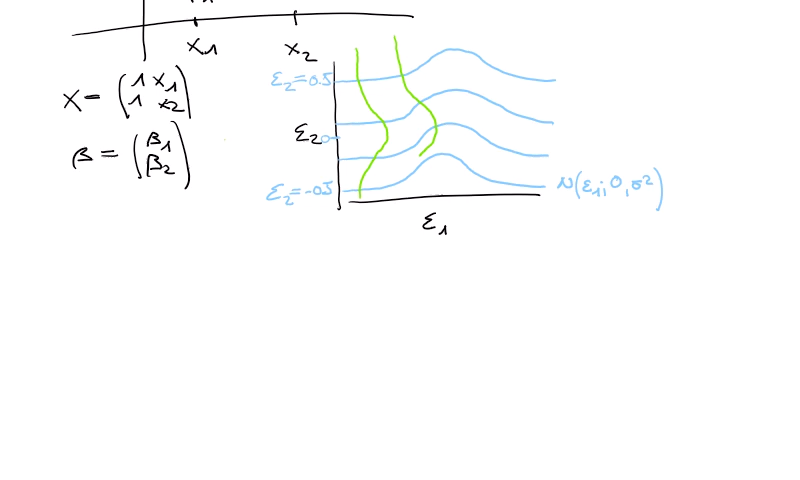 x₁ x₂
X = (1 x₁
1 x₂)
β = (β₁
β₂)
ε₂=0.5
ε₂
0
ε₂=-0.5
N(ε₁; 0, σ²)
ε₁